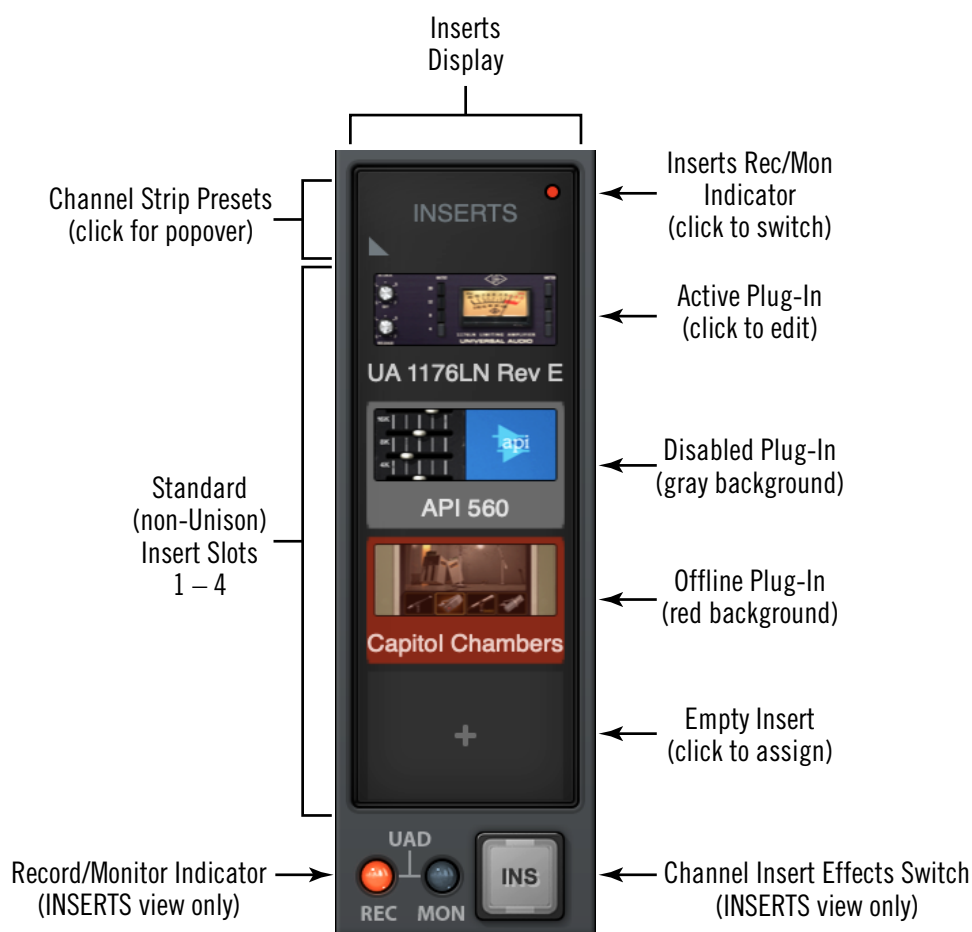 Inserts
Display
Channel Strip Presets
(click for popover)
Inserts Rec/Mon
Indicator
(click to switch)
INSERTS
Active Plug-In
(click to edit)
UNIVERSAL AUDIO
UA 1176LN Rev E
Standard
(non-Unison)
Insert Slots
1 – 4
api
API 560
Disabled Plug-In
(gray background)
Capitol Chambers
Offline Plug-In
(red background)
+
Empty Insert
(click to assign)
Record/Monitor Indicator
(INSERTS view only)
UAD
REC MON
INS
Channel Insert Effects Switch
(INSERTS view only)